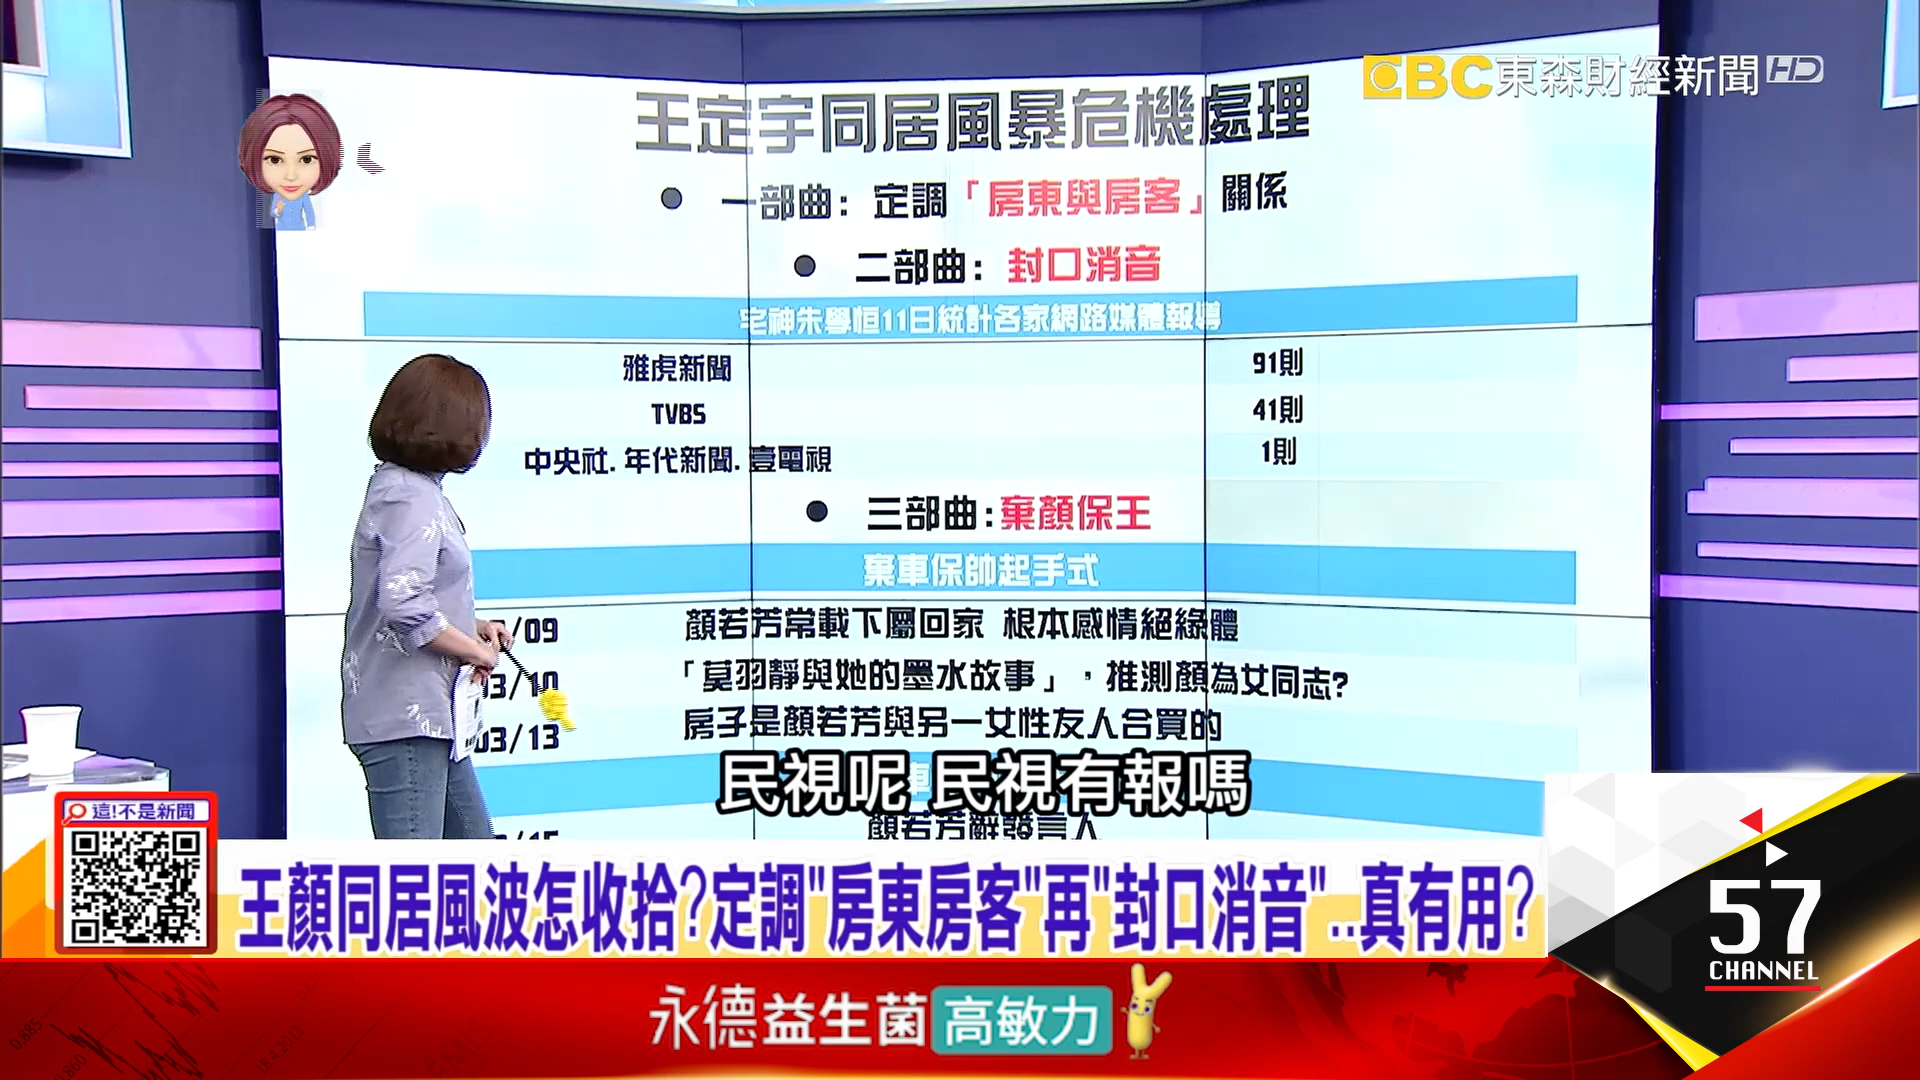 EBC東森財經新聞HD
王定宇同居風暴危機處理
● 一部曲: 定調「房東與房客」關係
● 二部曲: 封口消音
宅神朱學恒11日統計各家網路媒體報導
雅虎新聞 91則
TVBS 41則
中央社.年代新聞.壹電視 1則
● 三部曲:棄顏保王
棄車保帥起手式
/09 顏若芳常載下屬回家 根本感情絕緣體
03/10 「莫羽靜與她的墨水故事」,推測顏為女同志?
03/13 房子是顏若芳與另一女性友人合買的
車
顏若芳辭發言人
民視呢 民視有報嗎
這!不是新聞
王顏同居風波怎收拾?定調"房東房客"再"封口消音"..真有用?
57
CHANNEL
永德益生菌 高敏力